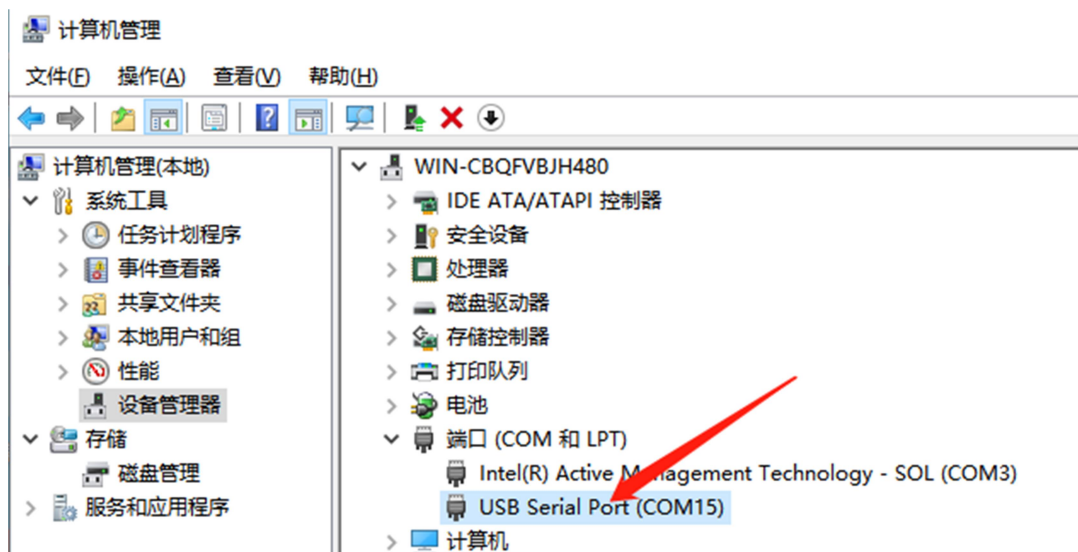 计算机管理
文件(F) 操作(A) 查看(V) 帮助(H)
计算机管理(本地)
系统工具
任务计划程序
事件查看器
共享文件夹
本地用户和组
性能
设备管理器
存储
磁盘管理
服务和应用程序
WIN-CBQFVBJH480
IDE ATA/ATAPI 控制器
安全设备
处理器
磁盘驱动器
存储控制器
打印队列
电池
端口 (COM 和 LPT)
Intel(R) Active Management Technology - SOL (COM3)
USB Serial Port (COM15)
计算机